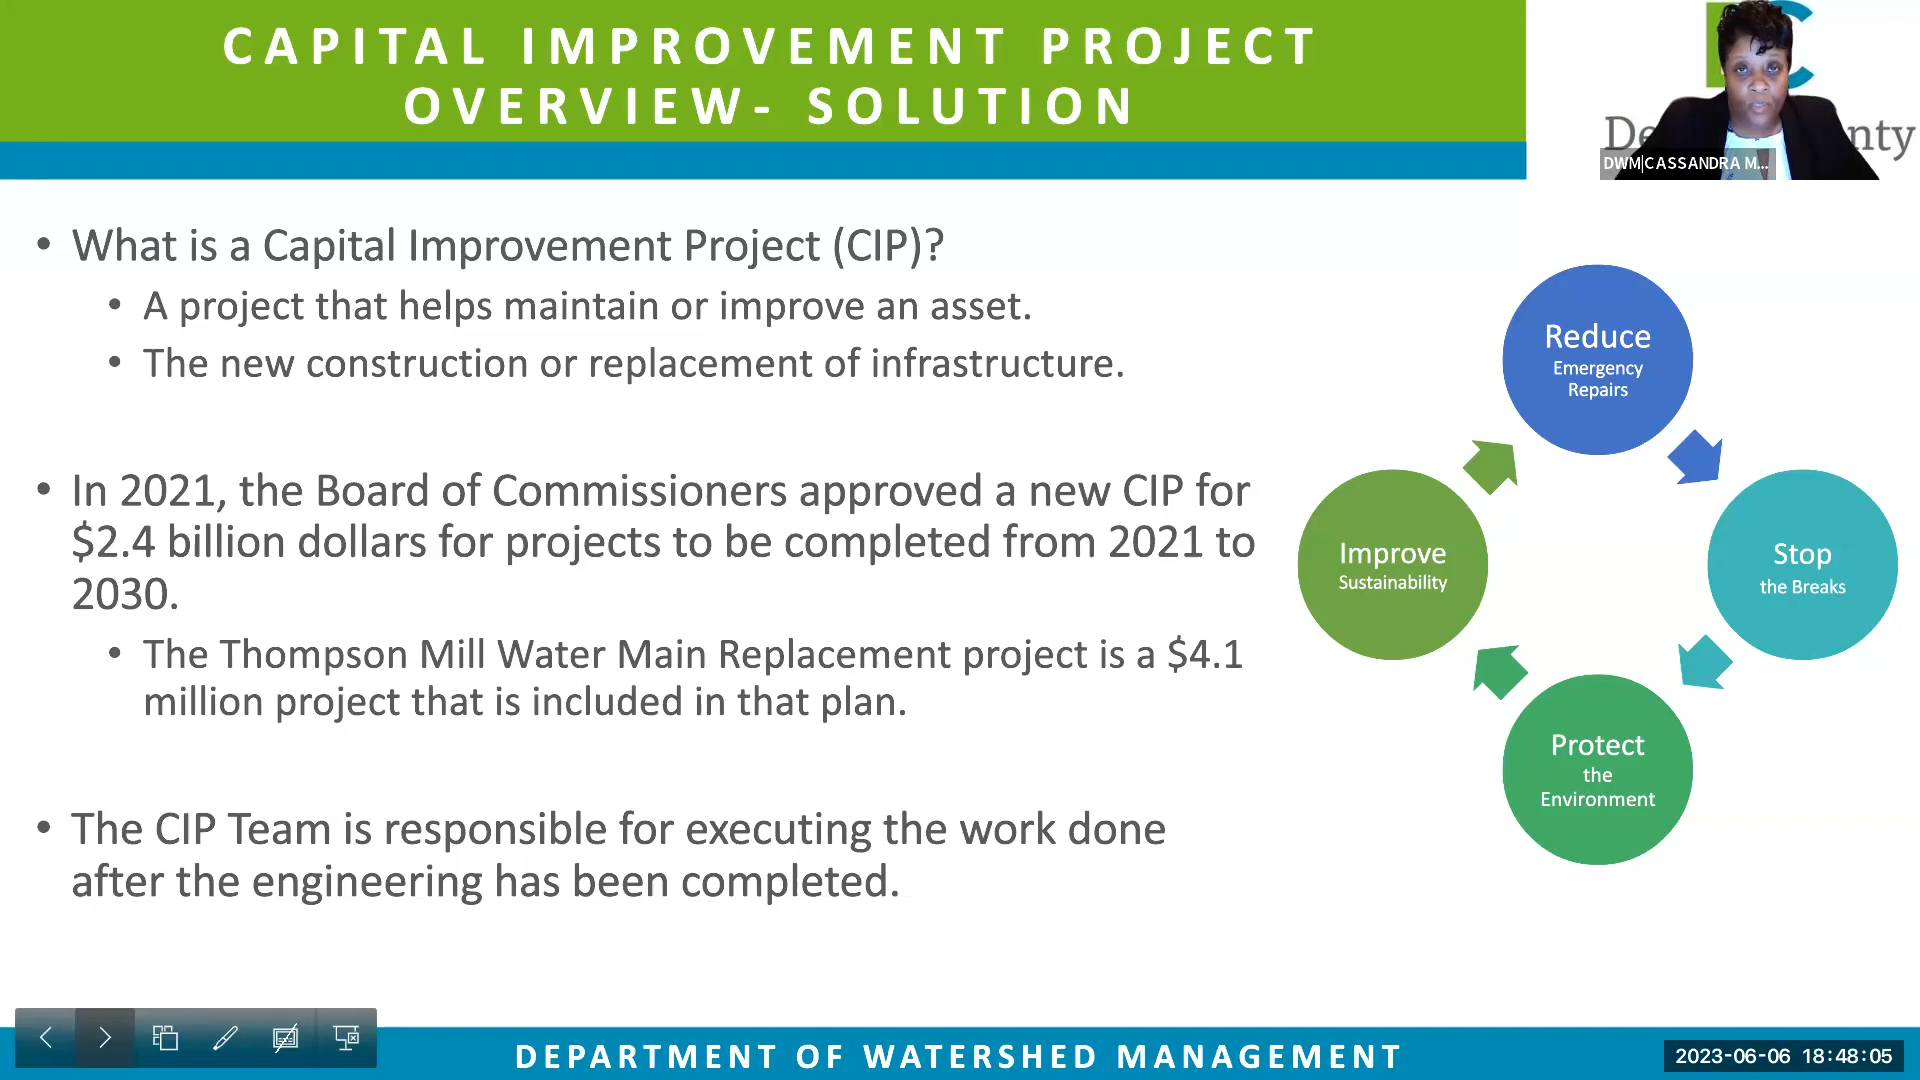 CAPITAL IMPROVEMENT PROJECT
OVERVIEW- SOLUTION
DWM|CASSANDRA M...
• What is a Capital Improvement Project (CIP)?
• A project that helps maintain or improve an asset.
• The new construction or replacement of infrastructure.
• In 2021, the Board of Commissioners approved a new CIP for
$2.4 billion dollars for projects to be completed from 2021 to
2030.
• The Thompson Mill Water Main Replacement project is a $4.1
million project that is included in that plan.
• The CIP Team is responsible for executing the work done
after the engineering has been completed.
Reduce
Emergency
Repairs
Stop
the Breaks
Protect
the
Environment
Improve
Sustainability
DEPARTMENT OF WATERSHED MANAGEMENT
2023-06-06 18:48:05